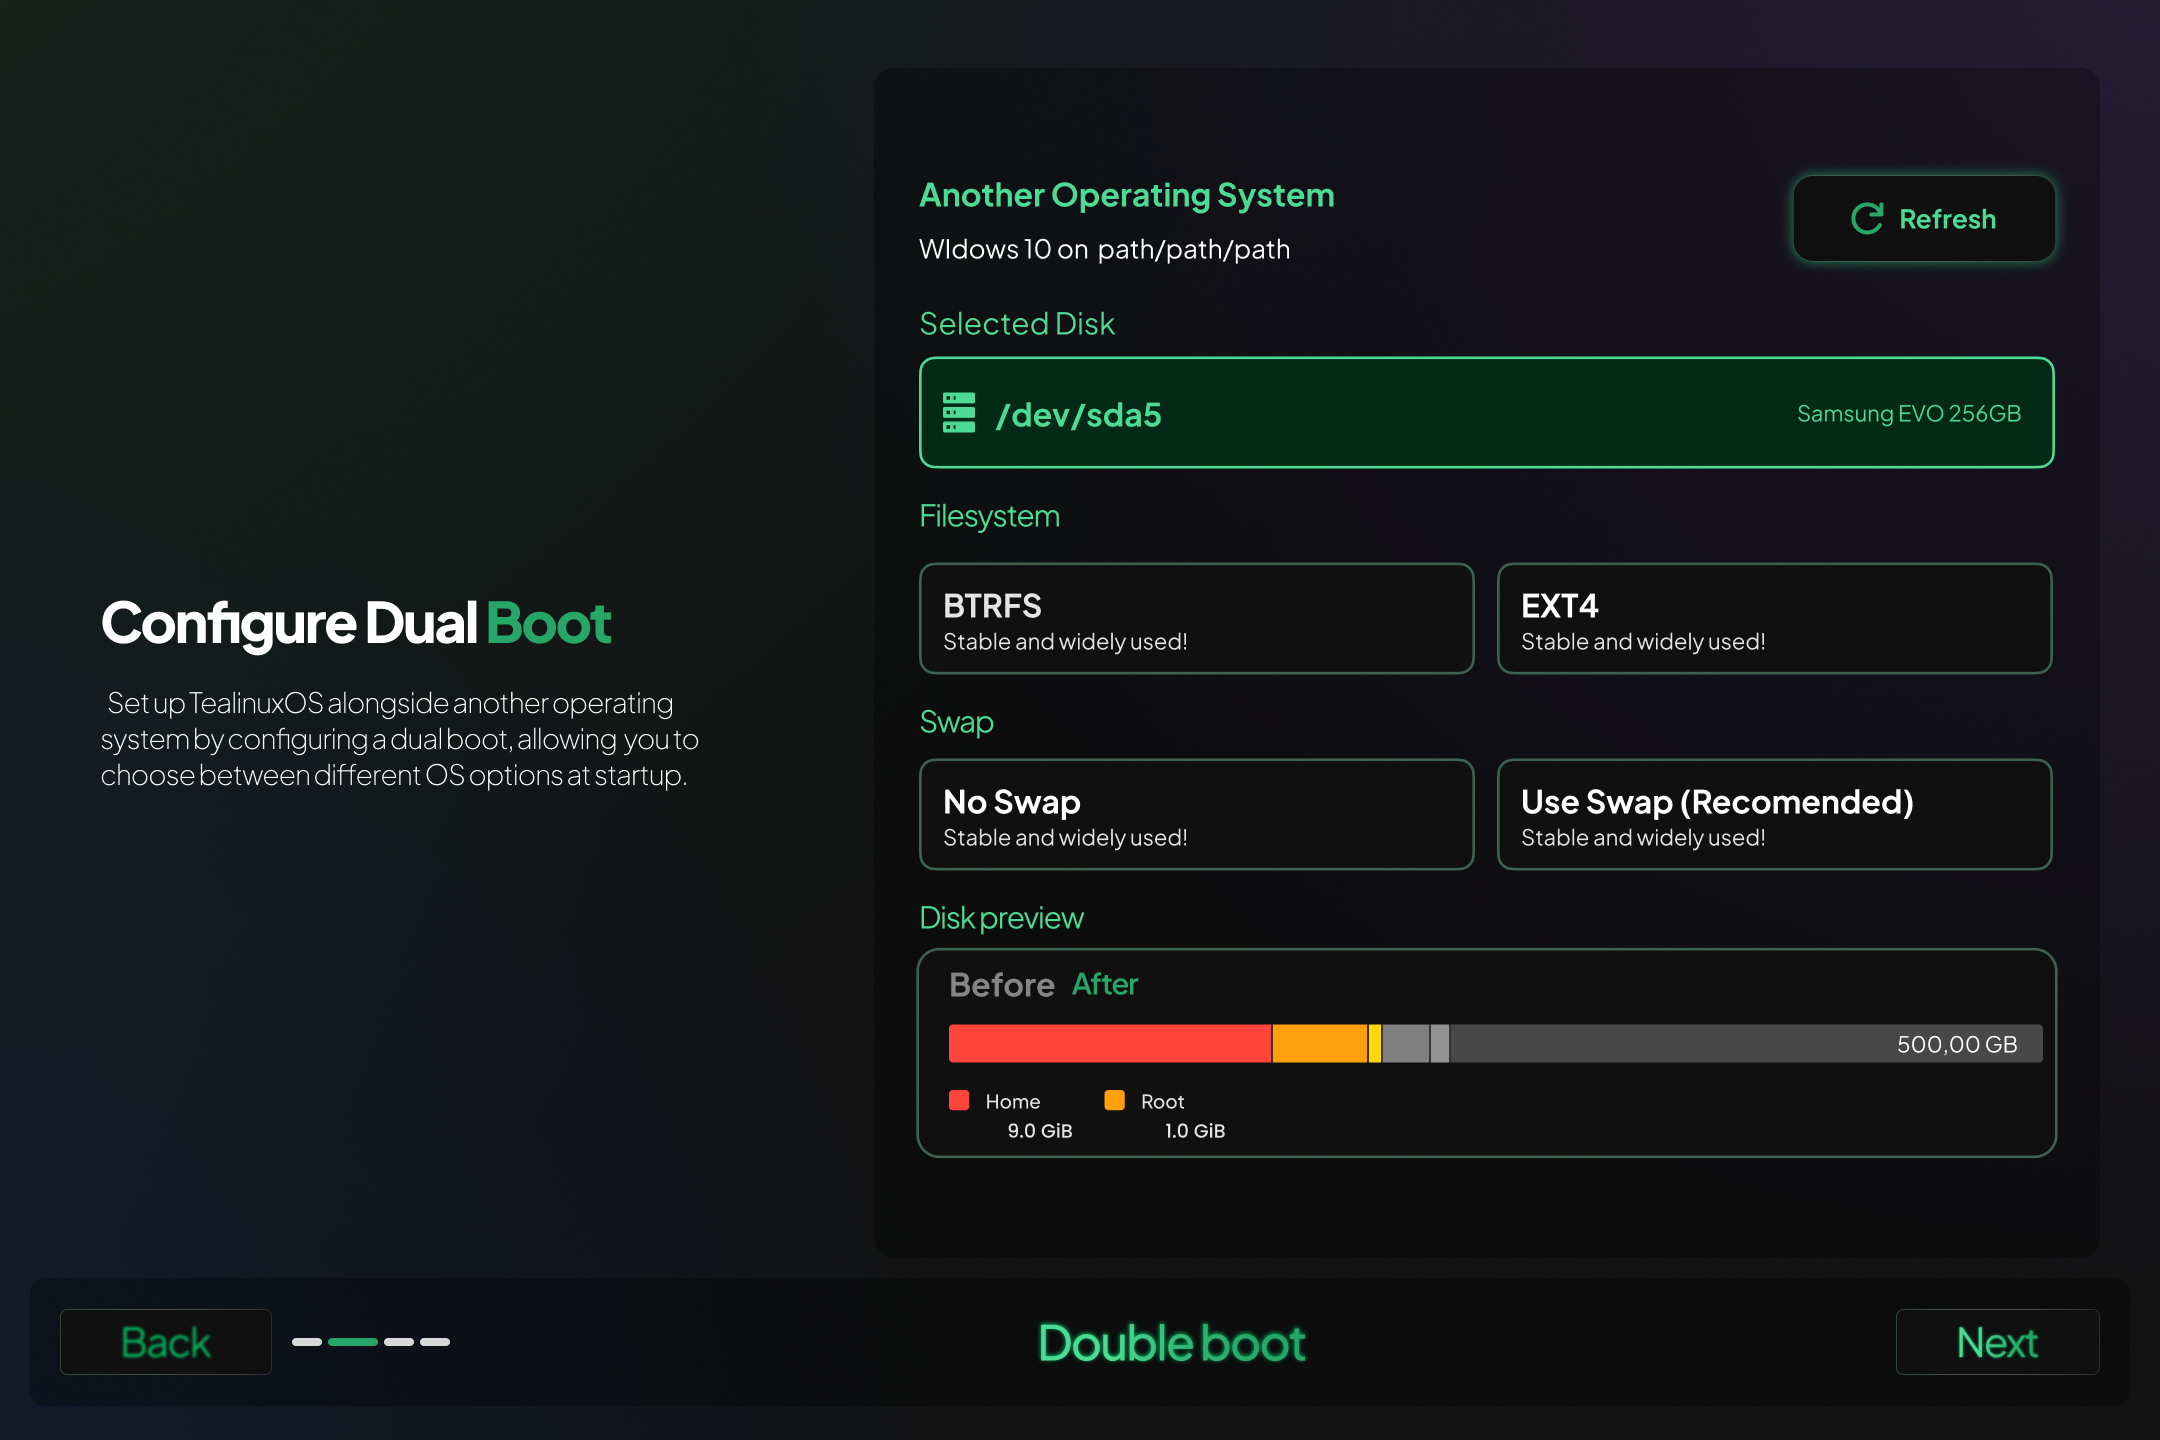 Configure Dual Boot
Set up TealinuxOS alongside another operating
system by configuring a dual boot, allowing you to
choose between different OS options at startup.
Another Operating System
WIdows 10 on path/path/path
Refresh
Selected Disk
/dev/sda5
Samsung EVO 256GB
Filesystem
BTRFS
Stable and widely used!
EXT4
Stable and widely used!
Swap
No Swap
Stable and widely used!
Use Swap (Recomended)
Stable and widely used!
Disk preview
Before After
500,00 GB
Home
9.0 GiB
Root
1.0 GiB
Back
Double boot
Next